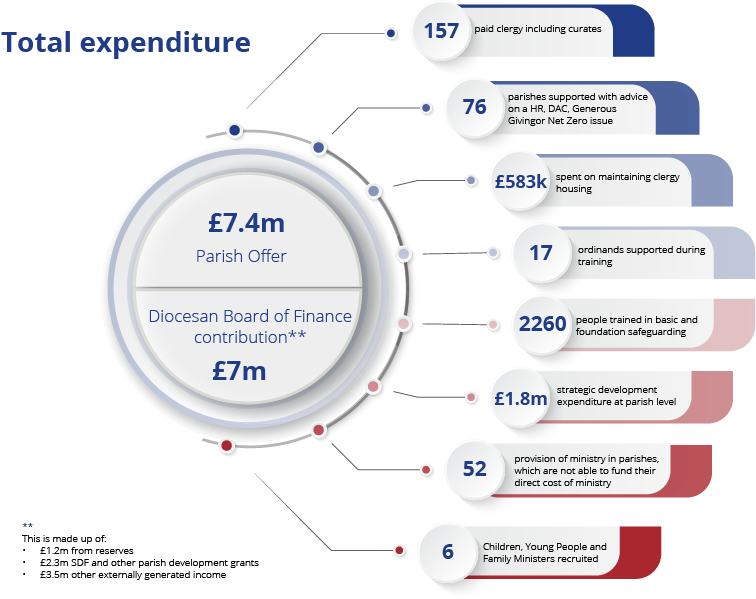 Total expenditure
157
paid clergy including curates
76
parishes supported with advice
on a HR, DAC, Generous
Givingor Net Zero issue
£583k
spent on maintaining clergy
housing
17
ordinands supported during
training
2260
people trained in basic and
foundation safeguarding
£1.8m
strategic development
expenditure at parish level
52
provision of ministry in parishes,
which are not able to fund their
direct cost of ministry
6
Children, Young People and
Family Ministers recruited
£7.4m
Parish Offer
Diocesan Board of Finance
contribution**
£7m
**
This is made up of:
• £1.2m from reserves
• £2.3m SDF and other parish development grants
• £3.5m other externally generated income